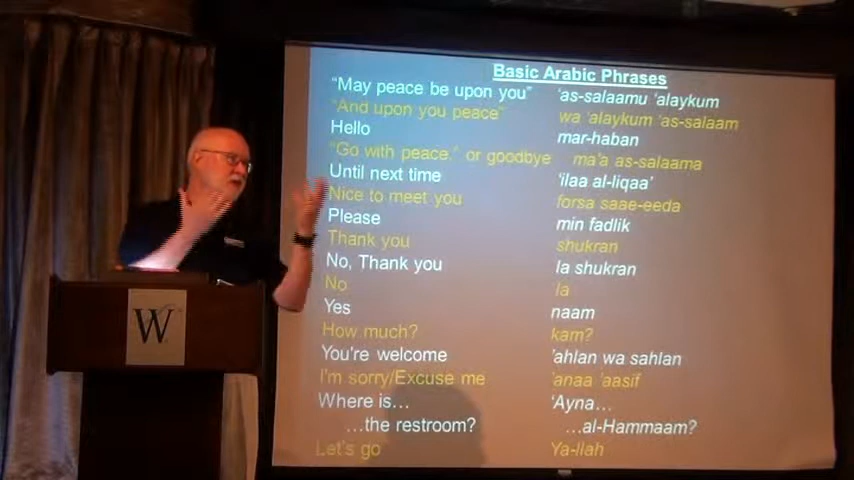 Basic Arabic Phrases
"May peace be upon you" 'as-salaamu 'alaykum
"And upon you peace" wa 'alaykum 'as-salaam
Hello mar-haban
"Go with peace." or goodbye ma'a as-salaama
Until next time 'ilaa al-liqaa'
Nice to meet you forsa saae-eeda
Please min fadlik
Thank you shukran
No, Thank you la shukran
No la
Yes naam
How much? kam?
You're welcome 'ahlan wa sahlan
I'm sorry/Excuse me 'anaa 'aasif
Where is... 'Ayna...
...the restroom? ...al-Hammaam?
Let's go Ya-llah
W